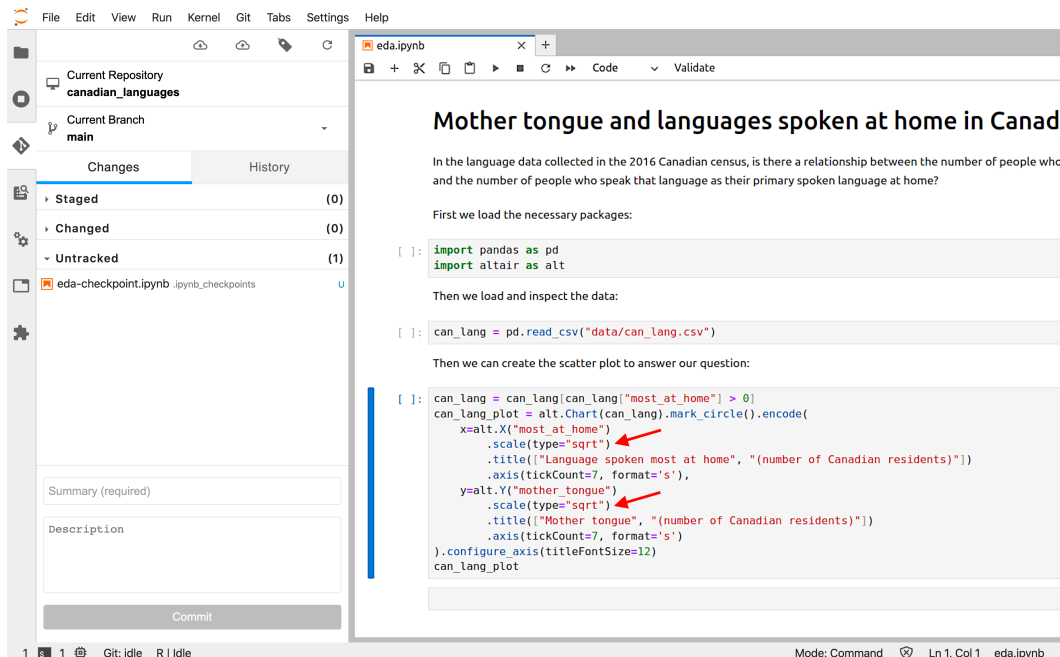 File Edit View Run Kernel Git Tabs Settings Help
Current Repository
canadian_languages
Current Branch
main
Changes History
Staged (0)
Changed (0)
Untracked (1)
eda-checkpoint.ipynb .ipynb_checkpoints U
Summary (required)
Description
Commit
eda.ipynb
Code Validate
Mother tongue and languages spoken at home in Canad
In the language data collected in the 2016 Canadian census, is there a relationship between the number of people who
and the number of people who speak that language as their primary spoken language at home?
First we load the necessary packages:
[ ]: import pandas as pd
import altair as alt
Then we load and inspect the data:
[ ]: can_lang = pd.read_csv("data/can_lang.csv")
Then we can create the scatter plot to answer our question:
[ ]: can_lang = can_lang[can_lang["most_at_home"] > 0]
can_lang_plot = alt.Chart(can_lang).mark_circle().encode(
    x=alt.X("most_at_home")
        .scale(type="sqrt")
        .title(["Language spoken most at home", "(number of Canadian residents)"])
        .axis(tickCount=7, format='s'),
    y=alt.Y("mother_tongue")
        .scale(type="sqrt")
        .title(["Mother tongue", "(number of Canadian residents)"])
        .axis(tickCount=7, format='s')
).configure_axis(titleFontSize=12)
can_lang_plot
1 $_ 1 Git: idle R | Idle Mode: Command Ln 1, Col 1 eda.ipynb